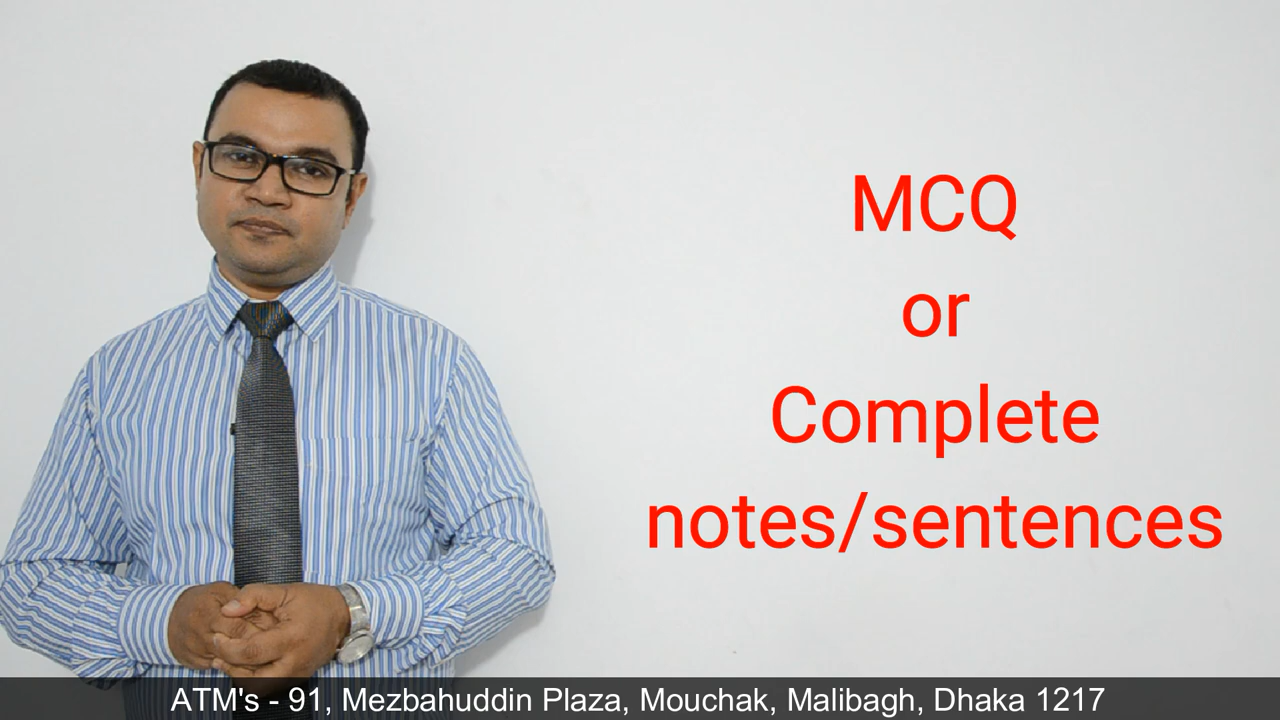 MCQ
or
Complete
notes/sentences
ATM's - 91, Mezbahuddin Plaza, Mouchak, Malibagh, Dhaka 1217